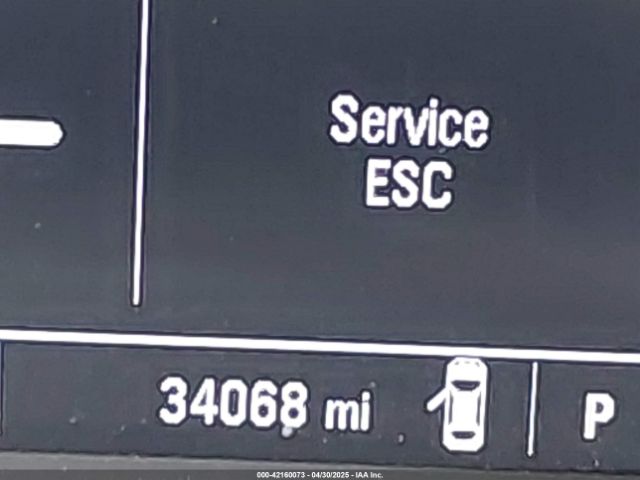 Service
ESC
34068 mi P
000-42160073 - 04/30/2025 - IAA Inc.